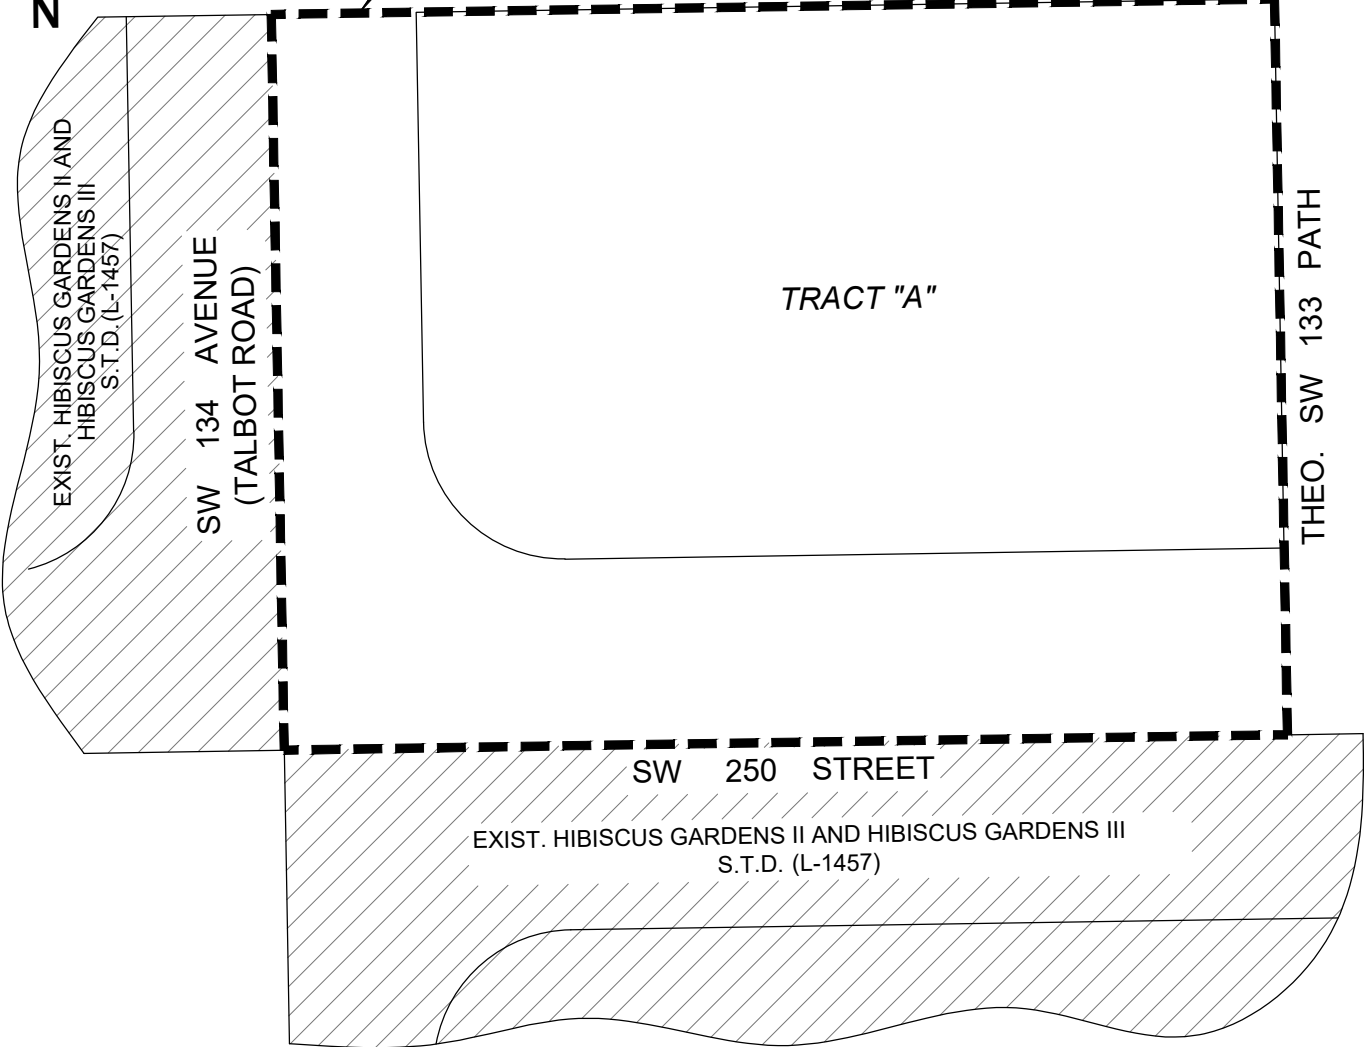 N
EXIST. HIBISCUS GARDENS II AND
HIBISCUS GARDENS III
S.T.D. (L-1457)
SW 134 AVENUE
(TALBOT ROAD)
TRACT "A"
THEO. SW 133 PATH
SW 250 STREET
EXIST. HIBISCUS GARDENS II AND HIBISCUS GARDENS III
S.T.D. (L-1457)